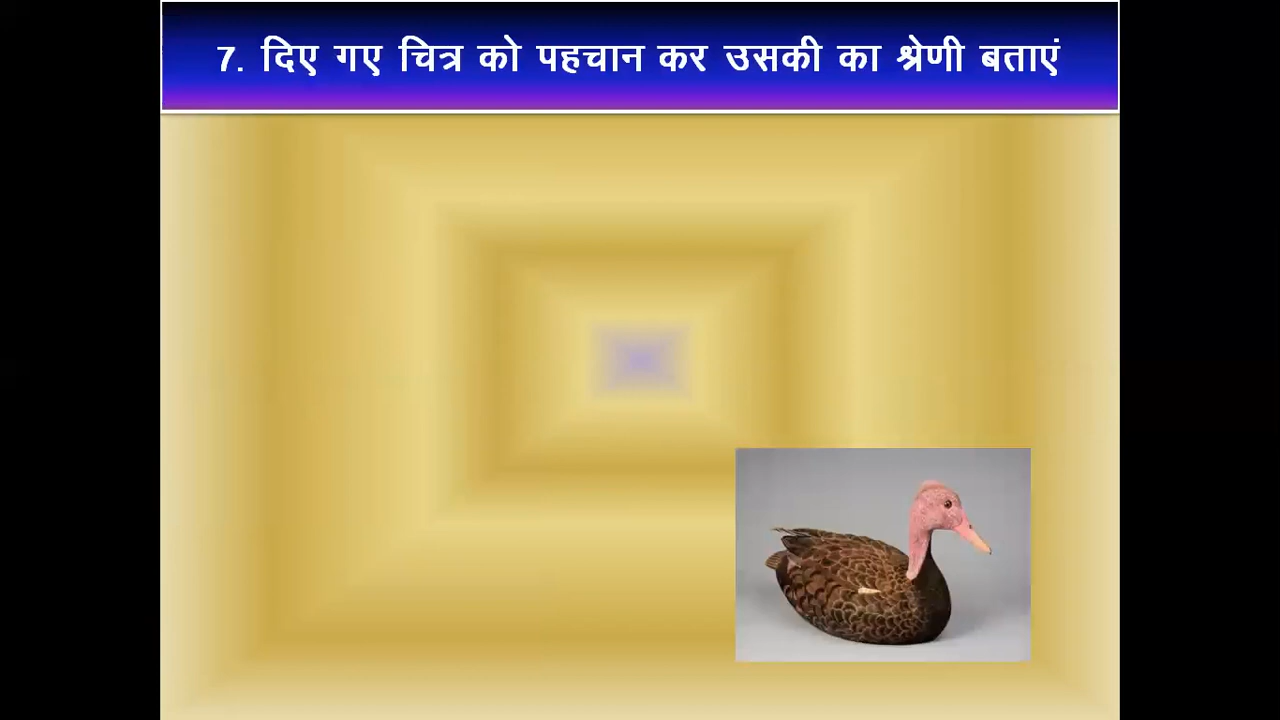 7. दिए गए चित्र को पहचान कर उसकी का श्रेणी बताएं